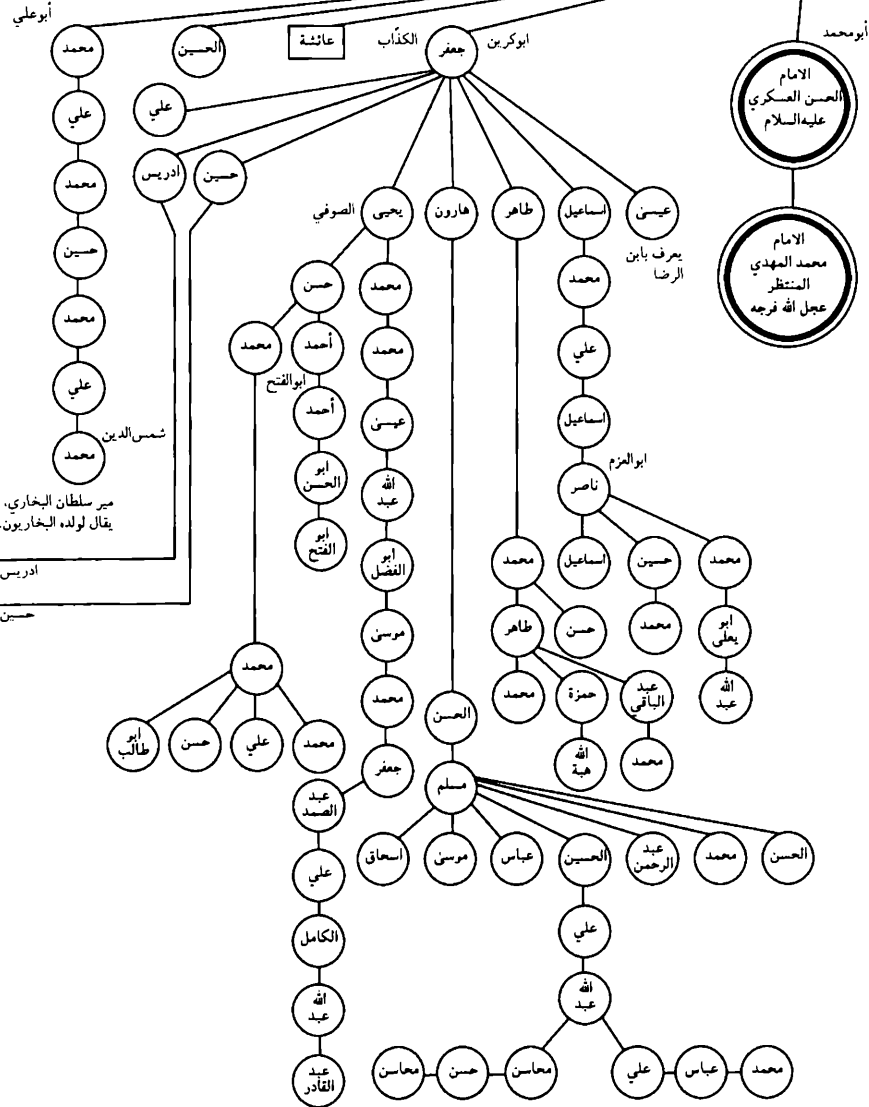 أبوعلي
أبومحمد
محمد
الحسين
عائشة
الكذّاب
جعفر
ابوكرين
الامام
الحسن العسكري
عليه‌السلام
علي
علي
ادريس
حسين
محمد
الصوفي
يحيى
هارون
طاهر
اسماعيل
عيسىٰ
يعرف بابن
الرضا
الامام
محمد المهدي
المنتظر
عجل الله فرجه
حسين
حسن
محمد
محمد
محمد
محمد
أحمد
محمد
علي
ابوالفتح
علي
أحمد
عيسىٰ
اسماعيل
شمس‌الدين
محمد
ابو
الحسن
الله
عبد
ابوالعزم
ناصر
مير سلطان البخاري،
يقال لولده البخاريون.
ابو
الفتح
ابو
الفضل
محمد
اسماعيل
حسين
محمد
ادريس
حسين
موسىٰ
طاهر
حسن
محمد
ابو
يعلى
محمد
محمد
الحسن
محمد
حمزة
عبد
الباقي
الله
عبد
ابو
طالب
حسن
علي
محمد
جعفر
مسلم
الله
هبة
محمد
عبد
الصمد
اسحاق
موسىٰ
عباس
الحسين
عبد
الرحمن
محمد
الحسن
علي
الكامل
علي
الله
عبد
الله
عبد
عبد
القادر
محاسن
حسن
محاسن
علي
عباس
محمد